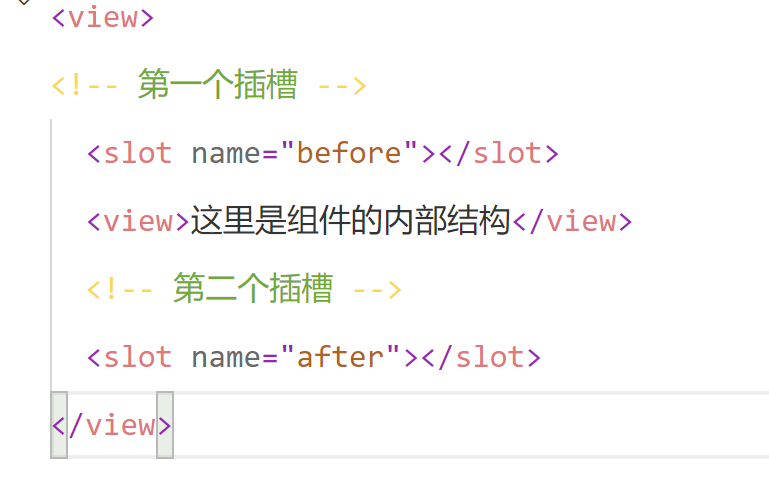 <view>
<!-- 第一个插槽 -->
<slot name="before"></slot>
<view>这里是组件的内部结构</view>
<!-- 第二个插槽 -->
<slot name="after"></slot>
</view>